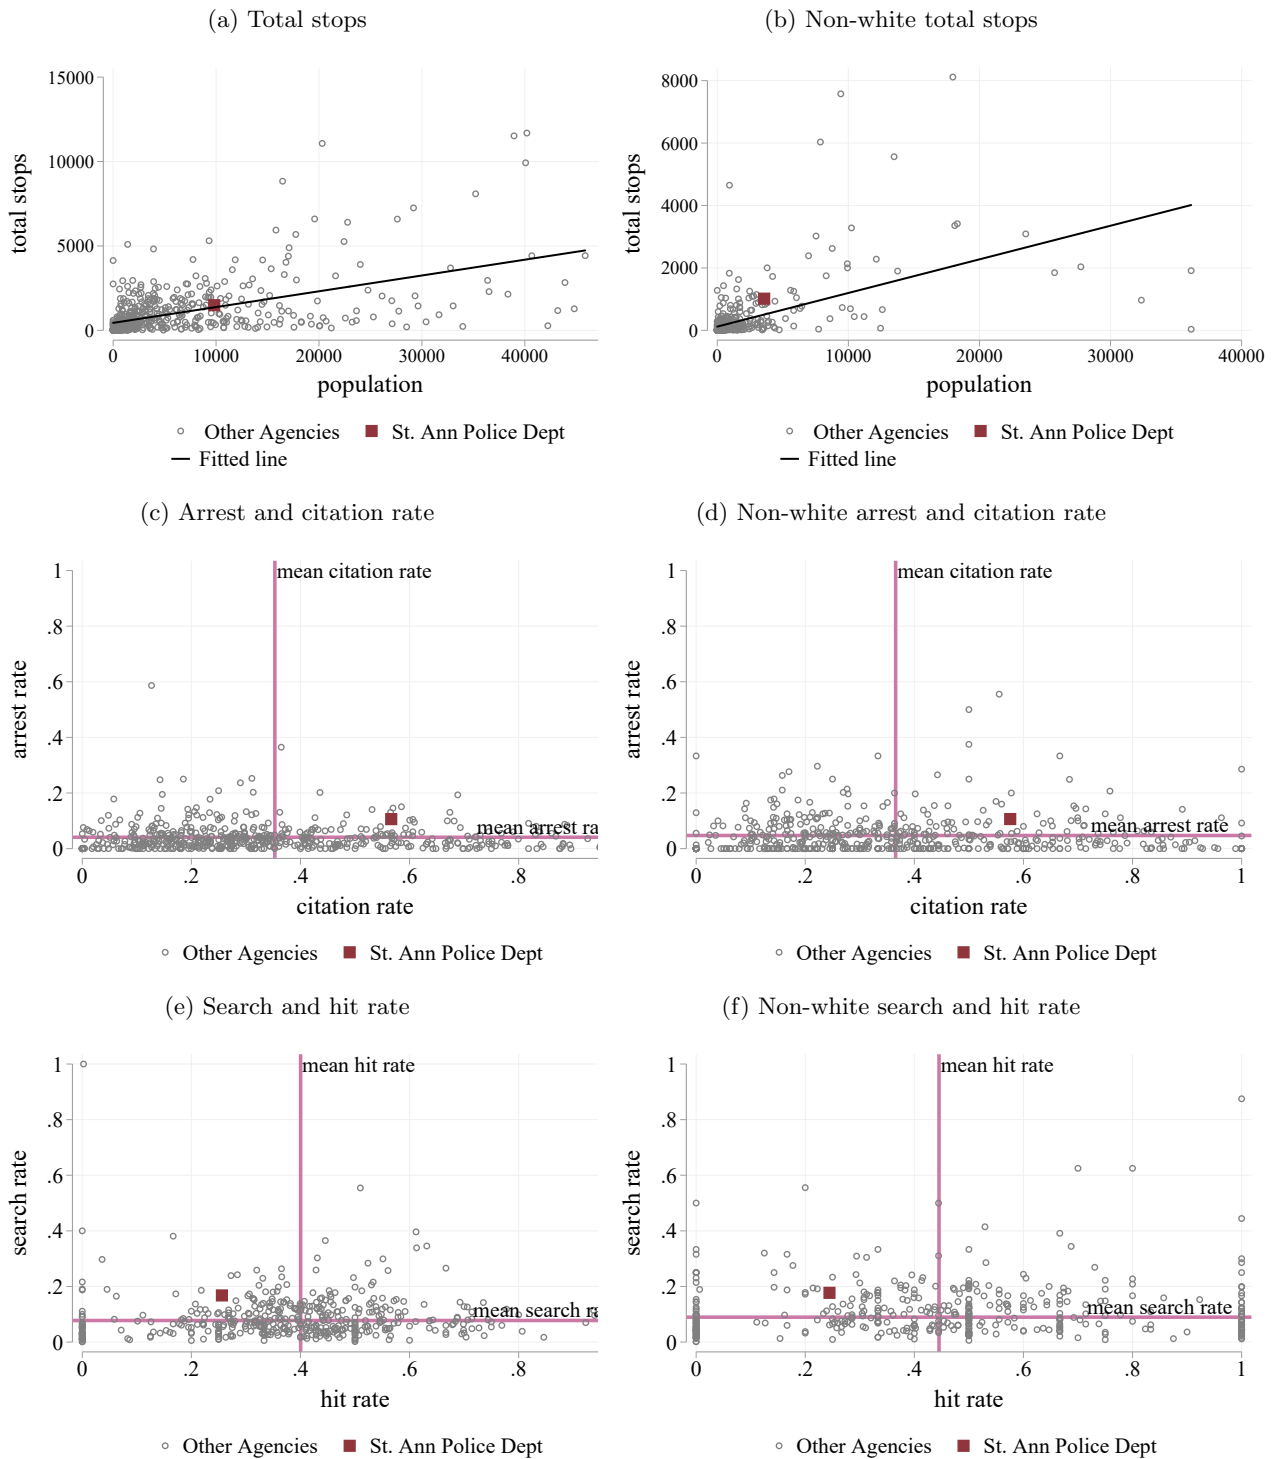 (a) Total stops
(b) Non-white total stops
15000
10000
5000
0
total stops
0 10000 20000 30000 40000
population
Other Agencies St. Ann Police Dept
Fitted line
8000
6000
4000
2000
0
total stops
0 10000 20000 30000 40000
population
Other Agencies St. Ann Police Dept
Fitted line
(c) Arrest and citation rate
(d) Non-white arrest and citation rate
1
.8
.6
.4
.2
0
arrest rate
mean citation rate
mean arrest ra
0 .2 .4 .6 .8
citation rate
Other Agencies St. Ann Police Dept
1
.8
.6
.4
.2
0
arrest rate
mean citation rate
mean arrest rate
0 .2 .4 .6 .8 1
citation rate
Other Agencies St. Ann Police Dept
(e) Search and hit rate
(f) Non-white search and hit rate
1
.8
.6
.4
.2
0
search rate
mean hit rate
mean search ra
0 .2 .4 .6 .8
hit rate
Other Agencies St. Ann Police Dept
1
.8
.6
.4
.2
0
search rate
mean hit rate
mean search rate
0 .2 .4 .6 .8 1
hit rate
Other Agencies St. Ann Police Dept